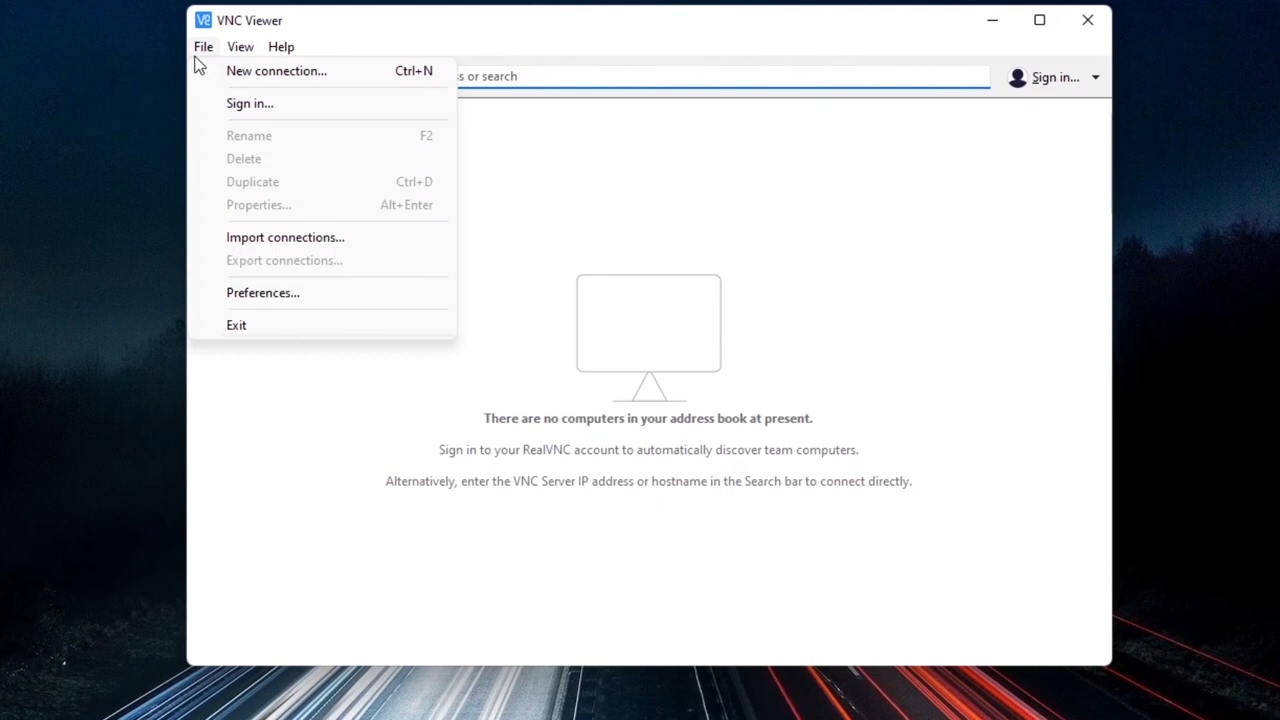 VNC Viewer
File View Help
New connection... Ctrl+N
s or search
Sign in...
Sign in...
Rename F2
Delete
Duplicate Ctrl+D
Properties... Alt+Enter
Import connections...
Export connections...
Preferences...
Exit
There are no computers in your address book at present.
Sign in to your RealVNC account to automatically discover team computers.
Alternatively, enter the VNC Server IP address or hostname in the Search bar to connect directly.